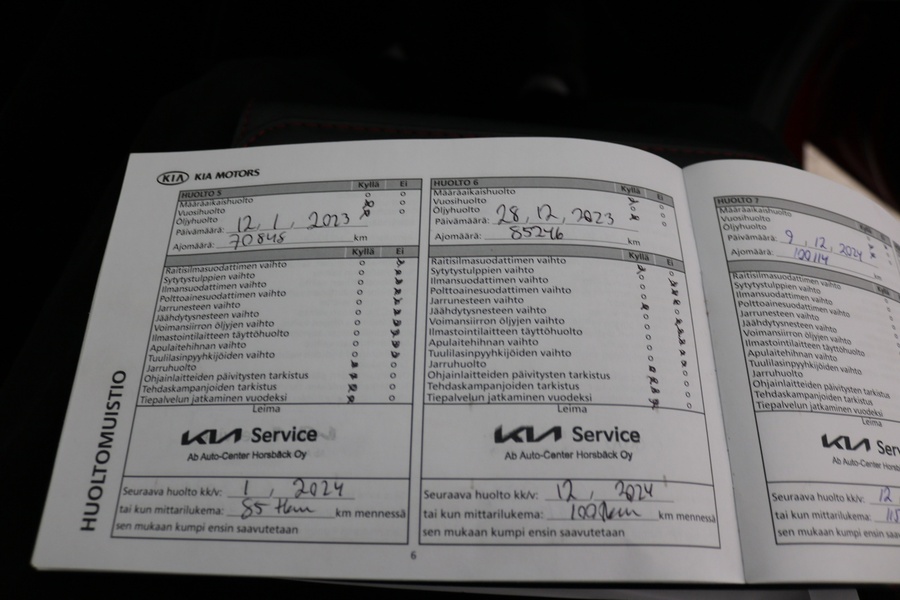 HUOLTOMUISTIO
KIA KIA MOTORS
HUOLTO 5 Kyllä Ei
Määräaikaishuolto
Vuosihuolto
Öljyhuolto
Päivämäärä: 12, 1, 2023
Ajomäärä: 70848 km
Kyllä Ei
Raitisilmasuodattimen vaihto
Sytytystulppien vaihto
Ilmansuodattimen vaihto
Polttoainesuodattimen vaihto
Jarrunesteen vaihto
Jäähdytysnesteen vaihto
Voimansiirron öljyjen vaihto
Ilmastointilaitteen täyttöhuolto
Apulaitehihnan vaihto
Tuulilasinpyyhkijöiden vaihto
Jarruhuolto
Ohjainlaitteiden päivitysten tarkistus
Tehdaskampanjoiden tarkistus
Tiepalvelun jatkaminen vuodeksi
Leima
KIA Service
Ab Auto-Center Horsbäck Oy
Seuraava huolto kk/v: 1, 2024
tai kun mittarilukema: 85 tkm km mennessä
sen mukaan kumpi ensin saavutetaan
6
HUOLTO 6 Kyllä Ei
Määräaikaishuolto
Vuosihuolto
Öljyhuolto
Päivämäärä: 28, 12, 2023
Ajomäärä: 85246 km
Kyllä Ei
Raitisilmasuodattimen vaihto
Sytytystulppien vaihto
Ilmansuodattimen vaihto
Polttoainesuodattimen vaihto
Jarrunesteen vaihto
Jäähdytysnesteen vaihto
Voimansiirron öljyjen vaihto
Ilmastointilaitteen täyttöhuolto
Apulaitehihnan vaihto
Tuulilasinpyyhkijöiden vaihto
Jarruhuolto
Ohjainlaitteiden päivitysten tarkistus
Tehdaskampanjoiden tarkistus
Tiepalvelun jatkaminen vuodeksi
Leima
KIA Service
Ab Auto-Center Horsbäck Oy
Seuraava huolto kk/v: 12, 2024
tai kun mittarilukema: km mennessä
sen mukaan kumpi ensin saavutetaan
HUOLTO 7
Määräaikaishuolto
Vuosihuolto
Öljyhuolto
Päivämäärä: 9, 12, 2024
Ajomäärä: 100114 km
Raitisilmasuodattimen vaihto
Sytytystulppien vaihto
Ilmansuodattimen vaihto
Polttoainesuodattimen vaihto
Jarrunesteen vaihto
Jäähdytysnesteen vaihto
Voimansiirron öljyjen vaihto
Ilmastointilaitteen täyttöhuolto
Apulaitehihnan vaihto
Tuulilasinpyyhkijöiden vaihto
Jarruhuolto
Ohjainlaitteiden päivitysten
Tehdaskampanjoiden tarkistus
Tiepalvelun jatkaminen vuodeksi
Leima
KIA
Ab Auto-Center Horsbäck
Seuraava huolto kk/v: 12
tai kun mittarilukema:
sen mukaan kumpi ensin saavutetaan